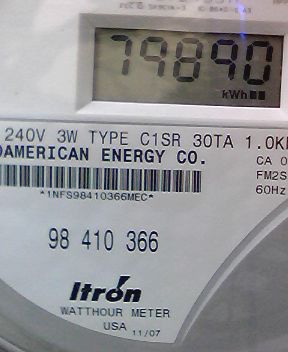 79890
kWh
240V 3W TYPE C1SR 30TA 1.0K
AMERICAN ENERGY CO.
CA
*1NFS98410366MEC*
FM2S
60Hz
98 410 366
Itron
WATTHOUR METER
USA 11/07